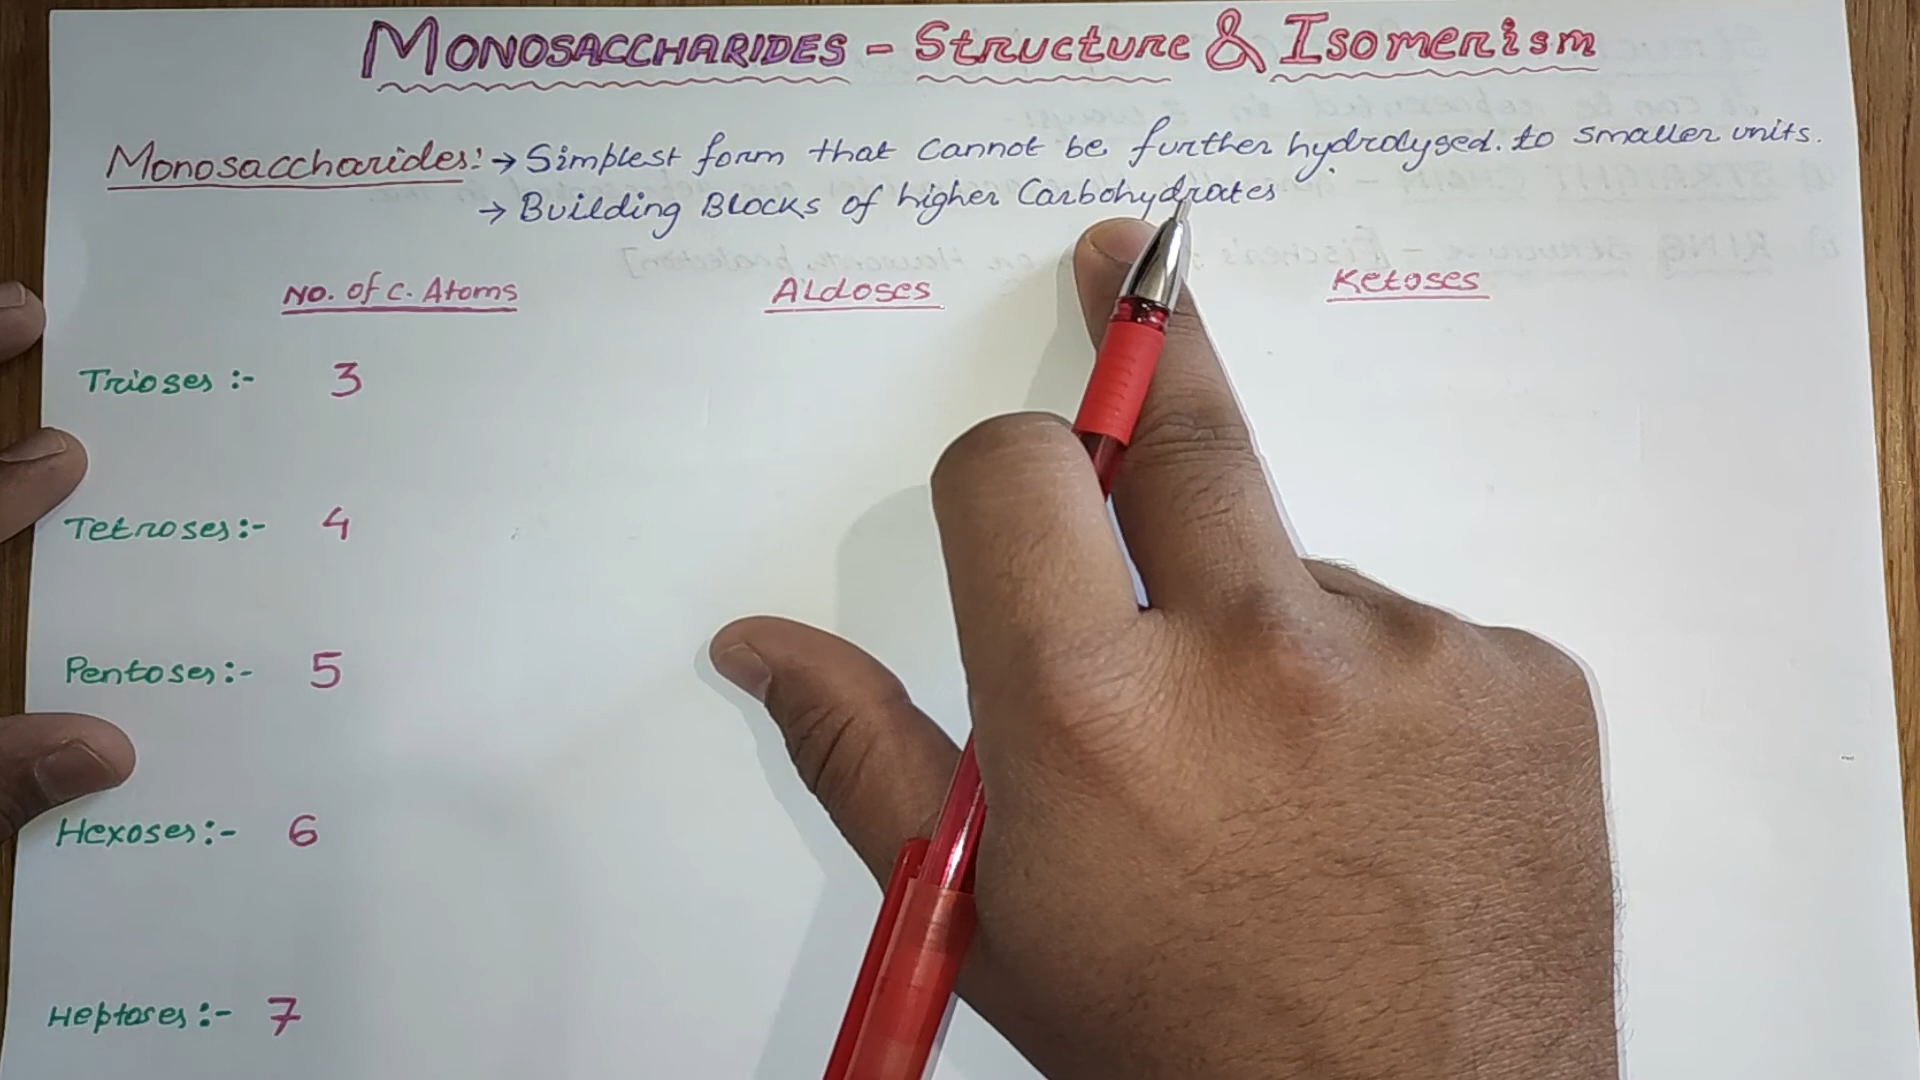 MONOSACCHARIDES - Structure & Isomerism
Monosaccharides:→ Simplest form that cannot be further hydrolysed. to smaller units.
→ Building Blocks of higher Carbohydrates
No. of C. Atoms Aldoses Ketoses
Trioses :- 3
Tetroses:- 4
Pentoses:- 5
Hexoses:- 6
Heptoses:- 7